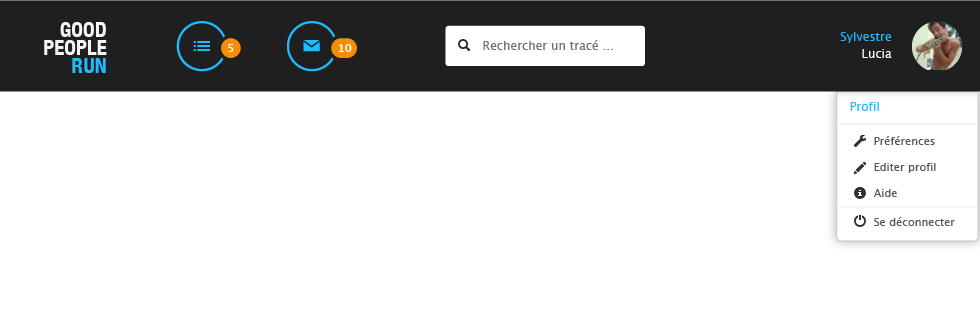 GOOD
PEOPLE
RUN
5
10
Rechercher un tracé ...
Sylvestre
Lucia
Profil
Préférences
Editer profil
Aide
Se déconnecter